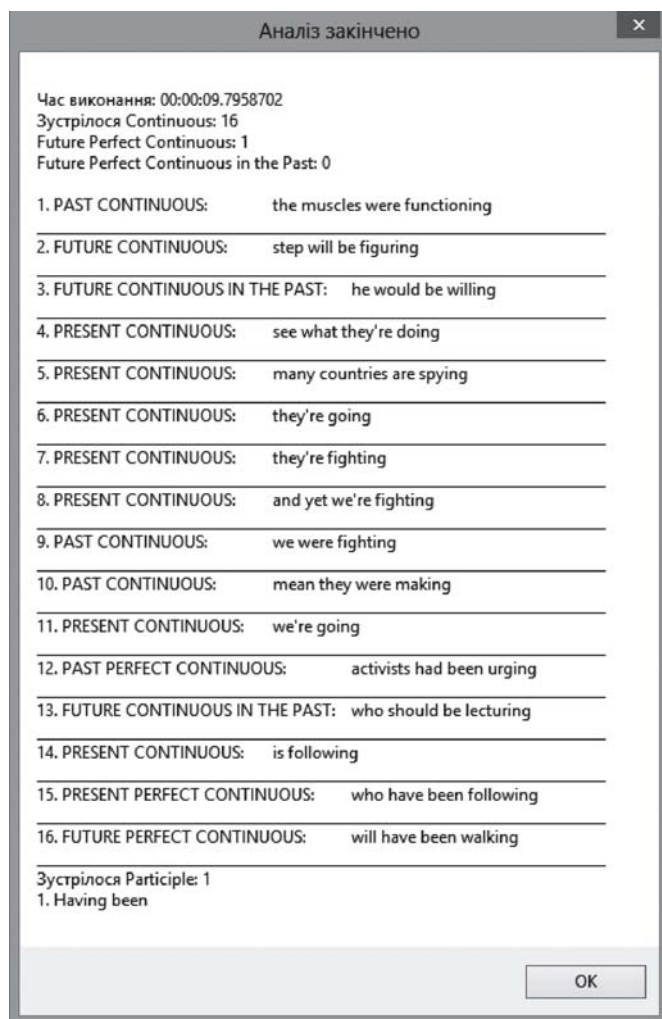 Аналіз закінчено
x
Час виконання: 00:00:09.7958702
Зустрілося Continuous: 16
Future Perfect Continuous: 1
Future Perfect Continuous in the Past: 0
1. PAST CONTINUOUS: the muscles were functioning
2. FUTURE CONTINUOUS: step will be figuring
3. FUTURE CONTINUOUS IN THE PAST: he would be willing
4. PRESENT CONTINUOUS: see what they're doing
5. PRESENT CONTINUOUS: many countries are spying
6. PRESENT CONTINUOUS: they're going
7. PRESENT CONTINUOUS: they're fighting
8. PRESENT CONTINUOUS: and yet we're fighting
9. PAST CONTINUOUS: we were fighting
10. PAST CONTINUOUS: mean they were making
11. PRESENT CONTINUOUS: we're going
12. PAST PERFECT CONTINUOUS: activists had been urging
13. FUTURE CONTINUOUS IN THE PAST: who should be lecturing
14. PRESENT CONTINUOUS: is following
15. PRESENT PERFECT CONTINUOUS: who have been following
16. FUTURE PERFECT CONTINUOUS: will have been walking
Зустрілося Participle: 1
1. Having been
OK